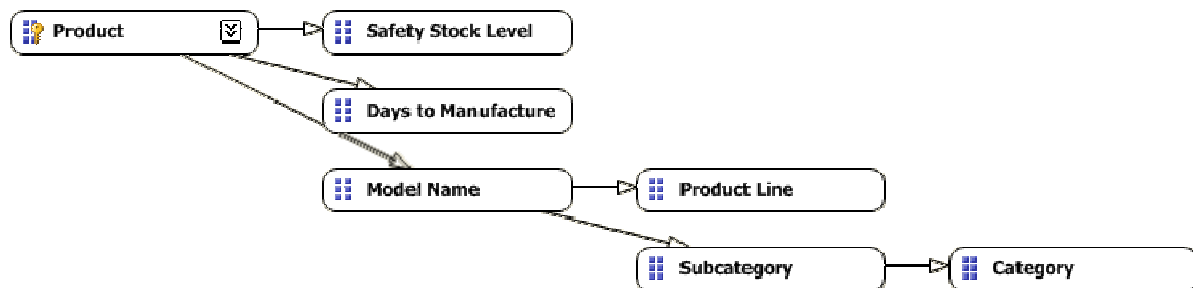 Product
Safety Stock Level
Days to Manufacture
Model Name
Product Line
Subcategory
Category